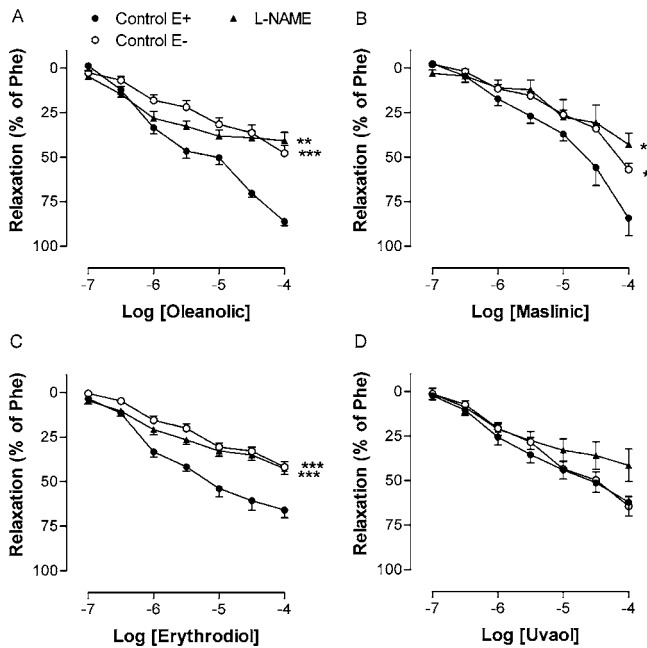 A
Control E+
L-NAME
Control E-
B
Relaxation (% of Phe)
0
25
50
75
100
**
***
-7
-6
-5
-4
Log [Oleanolic]
Relaxation (% of Phe)
0
25
50
75
100
*
*
-7
-6
-5
-4
Log [Maslinic]
C
Relaxation (% of Phe)
0
25
50
75
100
***
***
-7
-6
-5
-4
Log [Erythrodiol]
D
Relaxation (% of Phe)
0
25
50
75
100
-7
-6
-5
-4
Log [Uvaol]